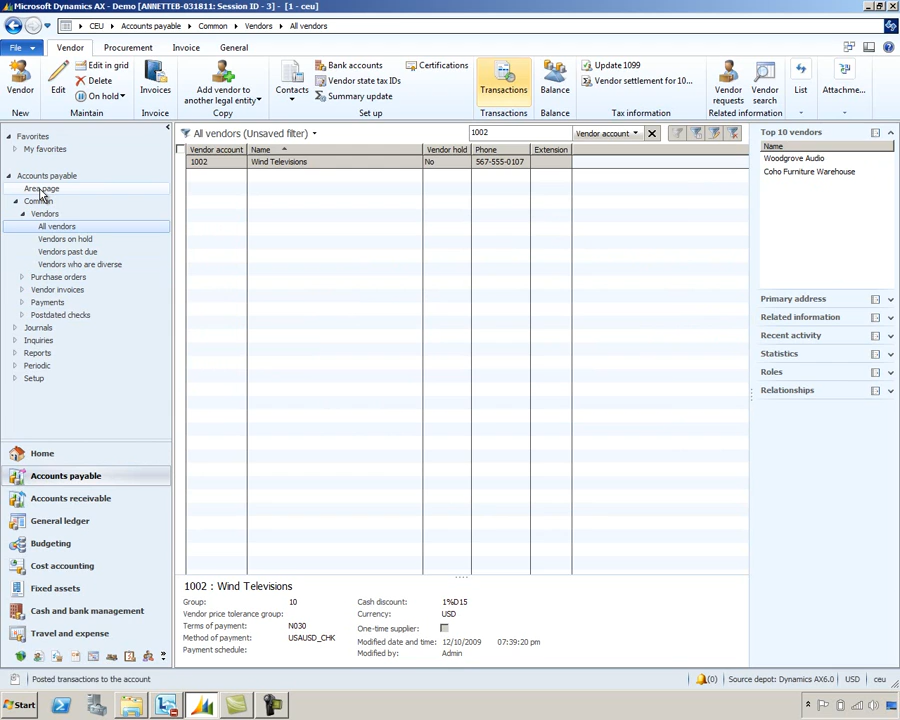 Microsoft Dynamics AX - Demo [ANNETTEB-031811: Session ID - 3] - [1 - ceu]
CEU
Accounts payable
Common
Vendors
All vendors
File
Vendor
Procurement
Invoice
General
Vendor
Edit
Edit in grid
Delete
On hold
Invoices
Add vendor to another legal entity
Contacts
Bank accounts
Vendor state tax IDs
Summary update
Certifications
Transactions
Balance
Update 1099
Vendor settlement for 10...
Vendor requests
Vendor search
List
Attachme...
New
Maintain
Invoice
Copy
Set up
Tax information
Related information
Favorites
My favorites
Accounts payable
Area page
Common
Vendors
All vendors
Vendors on hold
Vendors past due
Vendors who are diverse
Purchase orders
Vendor invoices
Payments
Postdated checks
Journals
Inquiries
Reports
Periodic
Setup
Home
Accounts payable
Accounts receivable
General ledger
Budgeting
Cost accounting
Fixed assets
Cash and bank management
Travel and expense
All vendors (Unsaved filter)
1002
Vendor account
Vendor account Name Vendor hold Phone Extension
1002 Wind Televisions No 567-555-0107
1002 : Wind Televisions
Group: 10
Vendor price tolerance group:
Terms of payment: N030
Method of payment: USAUSD_CHK
Payment schedule:
Cash discount: 1%D15
Currency: USD
One-time supplier:
Modified date and time: 12/10/2009 07:39:20 pm
Modified by: Admin
Top 10 vendors
Name
Woodgrove Audio
Coho Furniture Warehouse
Primary address
Related information
Recent activity
Statistics
Roles
Relationships
Posted transactions to the account
(0)
Source depot: Dynamics AX6.0
USD
ceu
Start